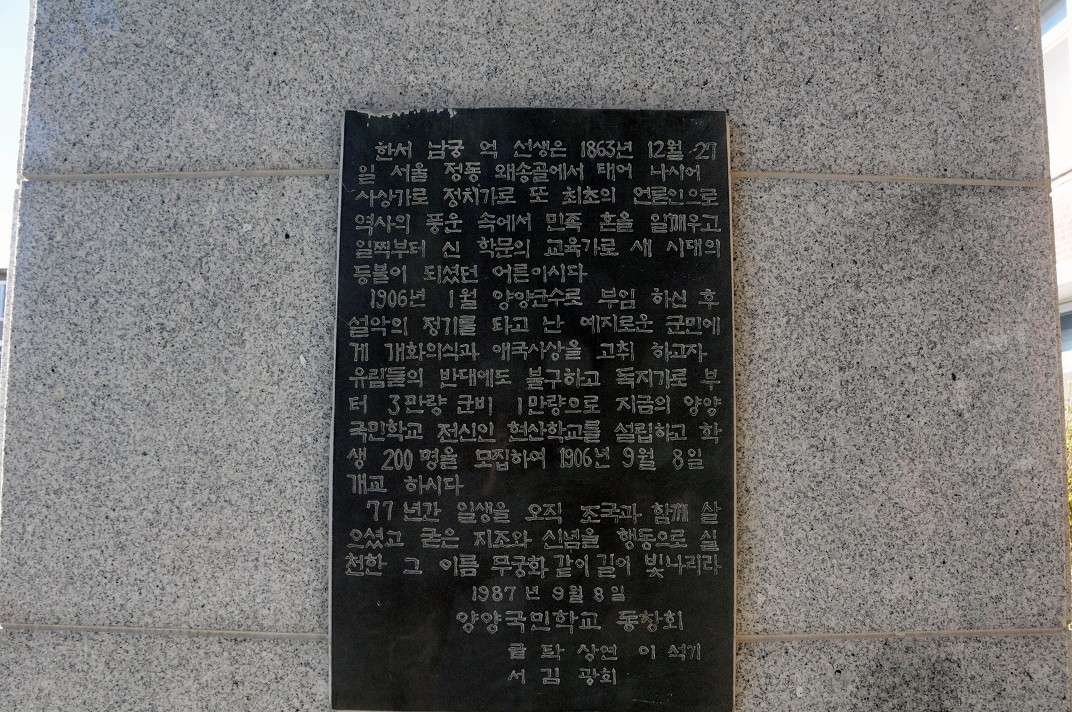 한서 남궁 억 선생은 1863년 12월 27
일 서울 정동 왜송골에서 태어 나시어
사상가로 정치가로 또 최초의 언론인으로
역사의 풍운 속에서 민족 혼을 일깨우고
일찍부터 신 학문의 교육가로 새 시대의
등불이 되셨던 어른이시다
1906년 1월 양양군수로 부임 하신 후
설악의 정기를 타고 난 예지로운 군민에
게 개화의식과 애국사상을 고취 하고자
유림들의 반대에도 불구하고 독지가로 부
터 3만량 군비 1만량으로 지금의 양양
국민학교 전신인 현산학교를 설립하고 학
생 200명을 모집하여 1906년 9월 8일
개교 하시다
77년간 일생을 오직 조국과 함께 살
으셨고 굳은 지조와 신념을 행동으로 실
천한 그 이름 무궁화 같이 길이 빛나리라
1987년 9월 8일
양양국민학교 동창회
탁 상연 이 석기
서 김 광회